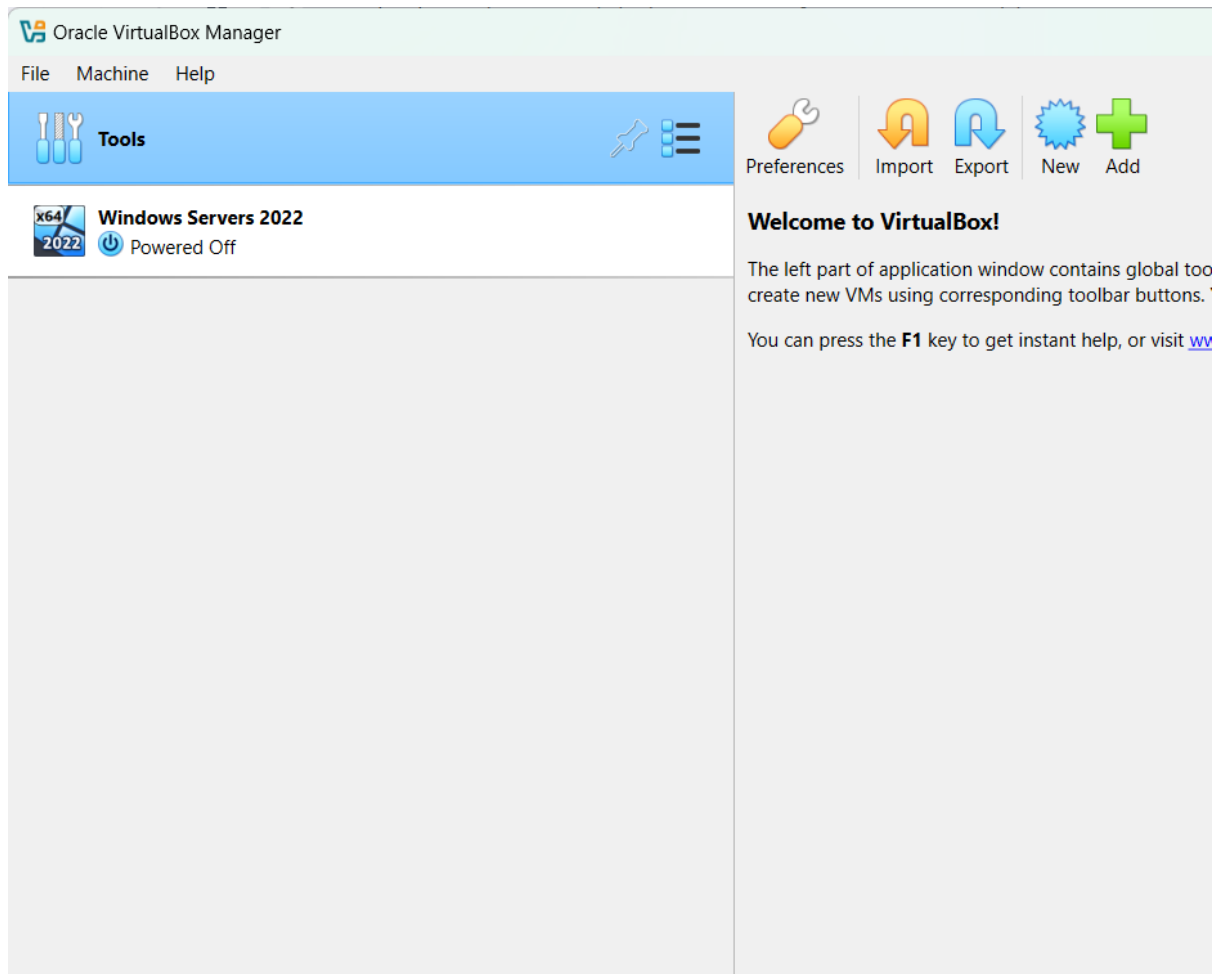 Oracle VirtualBox Manager
File Machine Help
Tools
Preferences Import Export New Add
x64 2022
Windows Servers 2022
Powered Off
Welcome to VirtualBox!
The left part of application window contains global too
create new VMs using corresponding toolbar buttons.
You can press the F1 key to get instant help, or visit ww